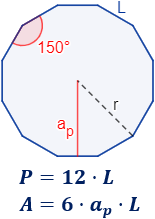 L
150°
r
aₚ
P = 12 · L
A = 6 · aₚ · L